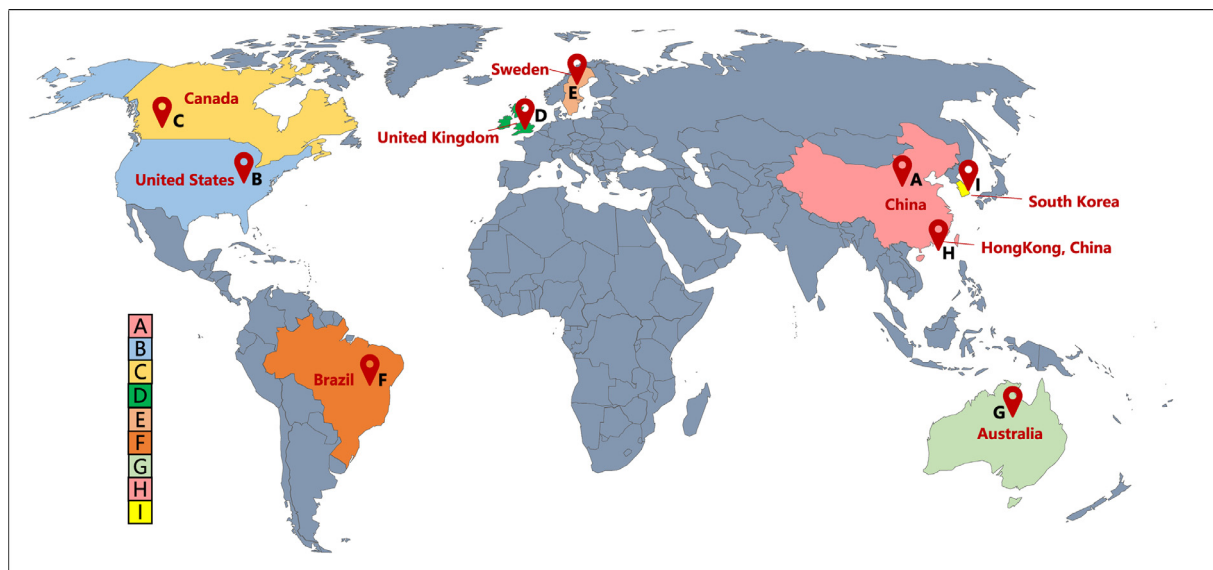 Sweden
E
Canada
C
D
United Kingdom
United States
B
A
I
China
South Korea
HongKong, China
H
A
B
C
D
E
F
G
H
I
Brazil
F
G
Australia